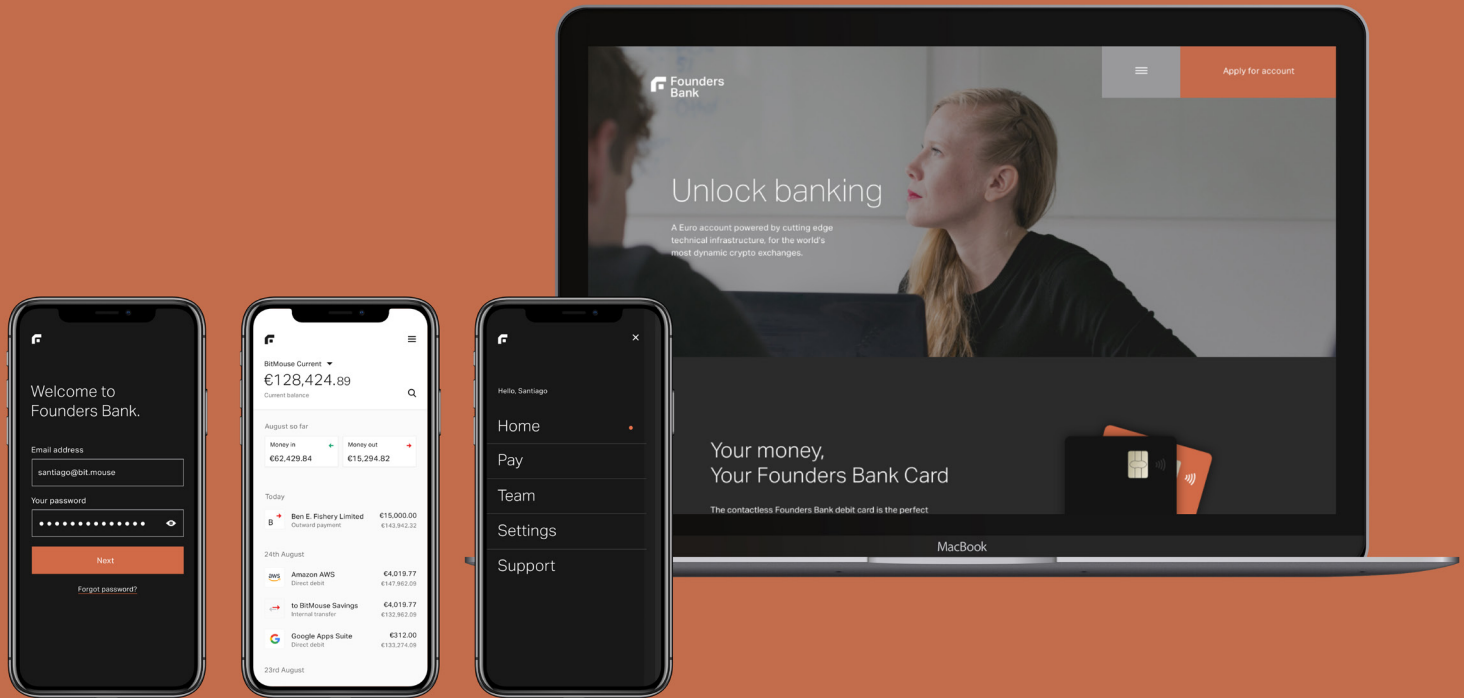 Founders
Bank
Apply for account
Unlock banking
A Euro account powered by cutting edge
technical infrastructure, for the world's
most dynamic crypto exchanges.
Your money,
Your Founders Bank Card
The contactless Founders Bank debit card is the perfect
MacBook
Welcome to
Founders Bank.
Email address
santiago@bit.mouse
Your password
Next
Forgot password?
BitMouse Current
€128,424.89
Current balance
August so far
Money in
Money out
€62,429.84
€15,294.82
Today
B
Ben E. Fishery Limited €15,000.00
Outward payment €143,942.32
24th August
aws
Amazon AWS €4,019.77
Direct debit €147,962.09
to BitMouse Savings €4,019.77
Internal transfer €132,962.09
G
Google Apps Suite €312.00
Direct debit €133,274.09
23rd August
Hello, Santiago
Home
Pay
Team
Settings
Support